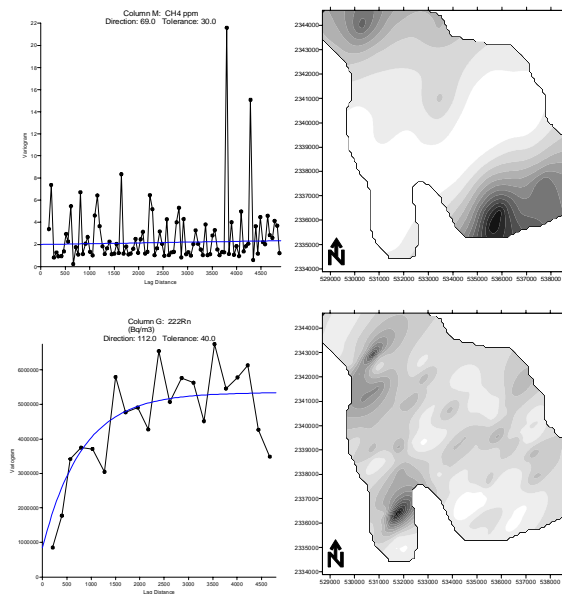 Column M: CH4 ppm
Direction: 69.0 Tolerance: 30.0
22
20
18
16
14
12
10
8
6
4
2
0
Variogram
0 500 1000 1500 2000 2500 3000 3500 4000 4500
Lag Distance
2344000
2343000
2342000
2341000
2340000
2339000
2338000
2337000
2336000
2335000
2334000
N
529000 530000 531000 532000 533000 534000 535000 536000 537000 538000
Column G: 222Rn
(Bq/m3)
Direction: 112.0 Tolerance: 40.0
6000000
5000000
4000000
3000000
2000000
1000000
0
Variogram
0 500 1000 1500 2000 2500 3000 3500 4000 4500
Lag Distance
2344000
2343000
2342000
2341000
2340000
2339000
2338000
2337000
2336000
2335000
2334000
N
529000 530000 531000 532000 533000 534000 535000 536000 537000 538000